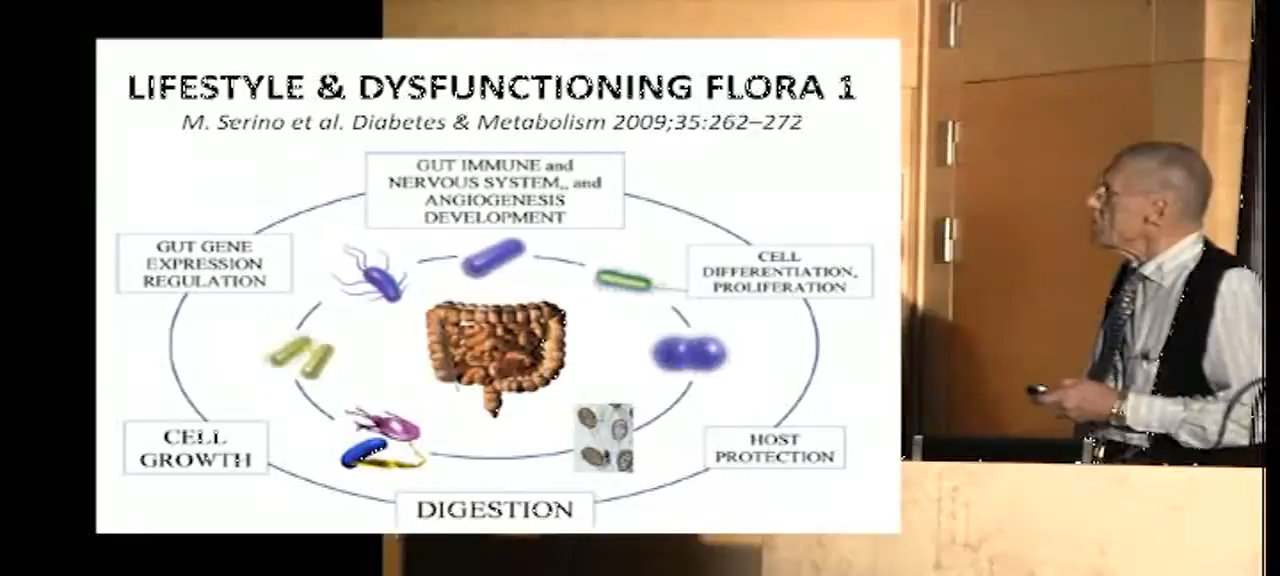 LIFESTYLE & DYSFUNCTIONING FLORA 1
M. Serino et al. Diabetes & Metabolism 2009;35:262–272
GUT IMMUNE and
NERVOUS SYSTEM,, and
ANGIOGENESIS
DEVELOPMENT
GUT GENE
EXPRESSION
REGULATION
CELL
DIFFERENTIATION,
PROLIFERATION
CELL
GROWTH
HOST
PROTECTION
DIGESTION